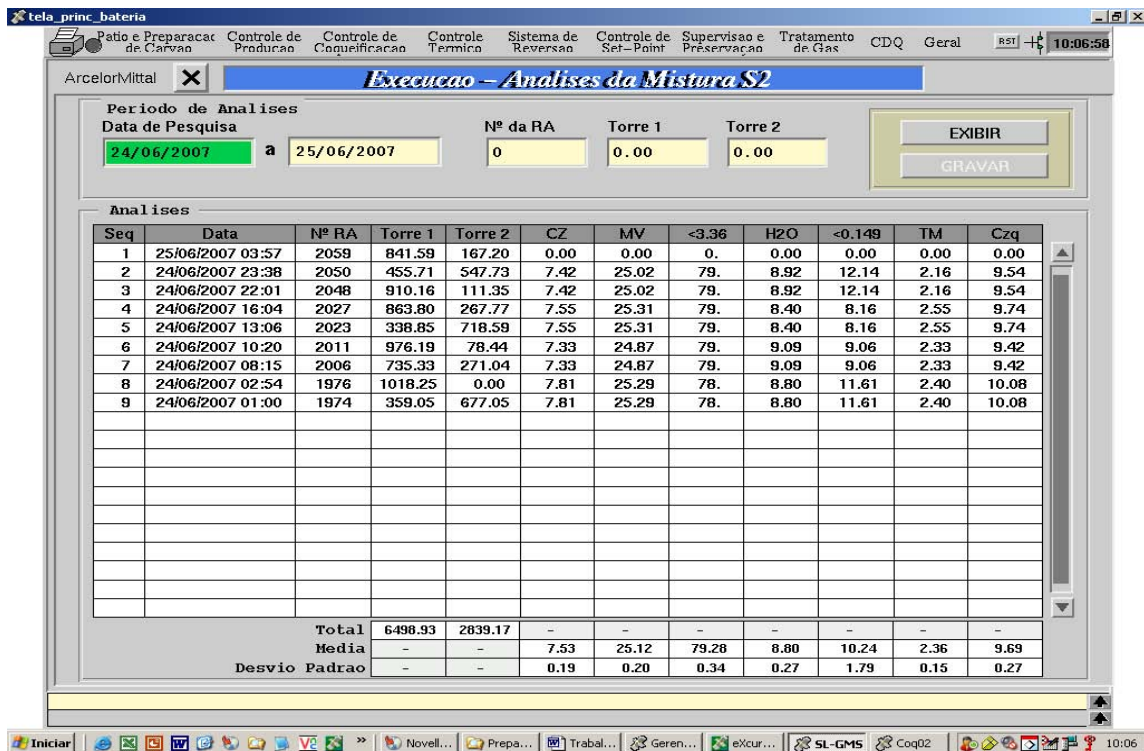 tela_princ_bateria
Patio e Preparacao de Carvao
Controle de Producao
Controle de Coqueificacao
Controle Termico
Sistema de Reversao
Controle de Set-Point
Supervisao e Preservacao
Tratamento de Gas
CDQ
Geral
RST
10:06:58
ArcelorMittal
Execucao - Analises da Mistura S2
Periodo de Analises
Data de Pesquisa Nº da RA Torre 1 Torre 2
24/06/2007 a 25/06/2007 0 0.00 0.00
EXIBIR
GRAVAR
Analises
Seq Data Nº RA Torre 1 Torre 2 CZ MV <3.36 H2O <0.149 TM Czq
1 25/06/2007 03:57 2059 841.59 167.20 0.00 0.00 0. 0.00 0.00 0.00 0.00
2 24/06/2007 23:38 2050 455.71 547.73 7.42 25.02 79. 8.92 12.14 2.16 9.54
3 24/06/2007 22:01 2048 910.16 111.35 7.42 25.02 79. 8.92 12.14 2.16 9.54
4 24/06/2007 16:04 2027 863.80 267.77 7.55 25.31 79. 8.40 8.16 2.55 9.74
5 24/06/2007 13:06 2023 338.85 718.59 7.55 25.31 79. 8.40 8.16 2.55 9.74
6 24/06/2007 10:20 2011 976.19 78.44 7.33 24.87 79. 9.09 9.06 2.33 9.42
7 24/06/2007 08:15 2006 735.33 271.04 7.33 24.87 79. 9.09 9.06 2.33 9.42
8 24/06/2007 02:54 1976 1018.25 0.00 7.81 25.29 78. 8.80 11.61 2.40 10.08
9 24/06/2007 01:00 1974 359.05 677.05 7.81 25.29 78. 8.80 11.61 2.40 10.08
Total 6498.93 2839.17 - - - - - - -
Media - - 7.53 25.12 79.28 8.80 10.24 2.36 9.69
Desvio Padrao - - 0.19 0.20 0.34 0.27 1.79 0.15 0.27
Iniciar » Novell... Prepa... Trabal... Geren... eXcur... SL-GMS Coq02 10:06